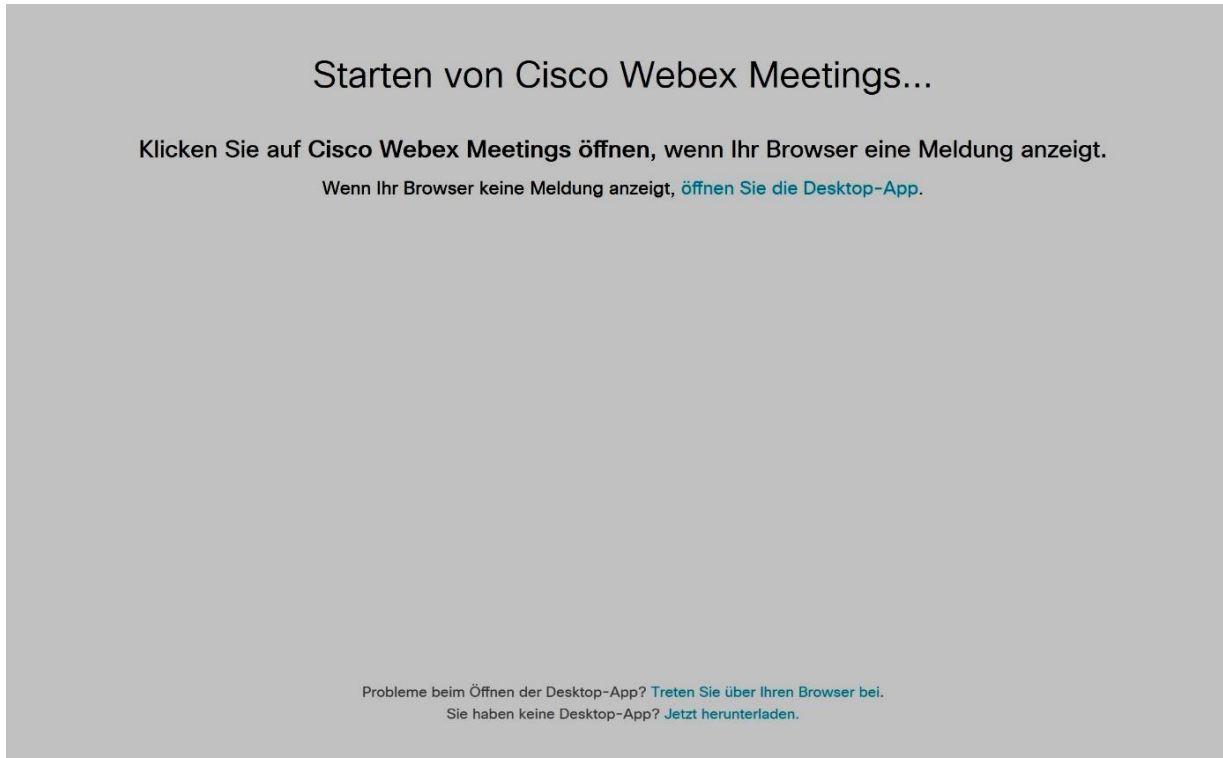 Starten von Cisco Webex Meetings...
Klicken Sie auf Cisco Webex Meetings öffnen, wenn Ihr Browser eine Meldung anzeigt.
Wenn Ihr Browser keine Meldung anzeigt, öffnen Sie die Desktop-App.
Probleme beim Öffnen der Desktop-App? Treten Sie über Ihren Browser bei.
Sie haben keine Desktop-App? Jetzt herunterladen.